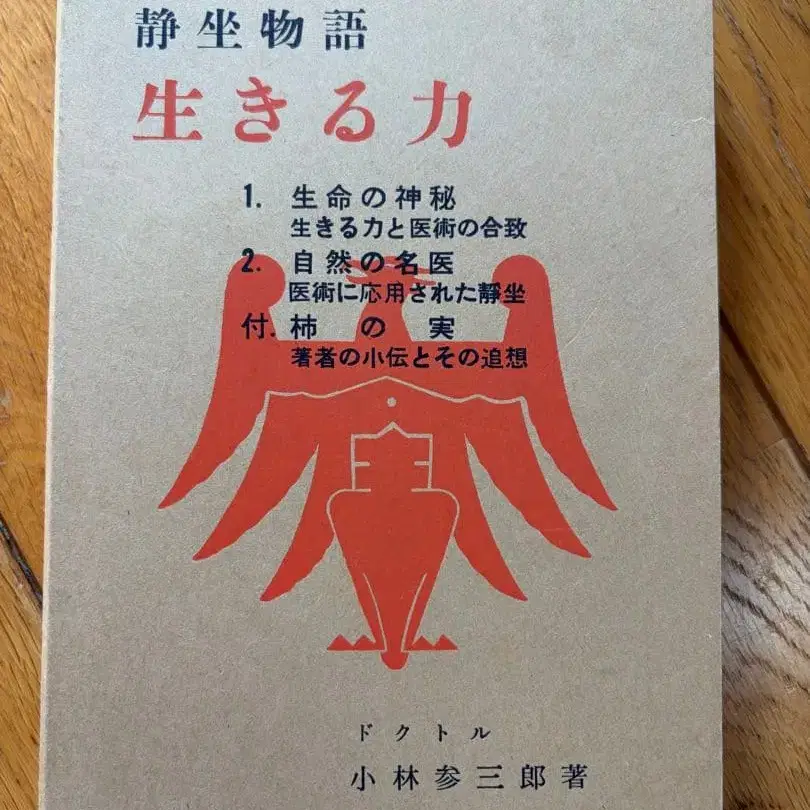 静坐物語
生きる力
1. 生命の神秘
生きる力と医術の合致
2. 自然の名医
医術に応用された靜坐
付. 柿の実
著者の小伝とその追想
ドクトル
小林参三郎著